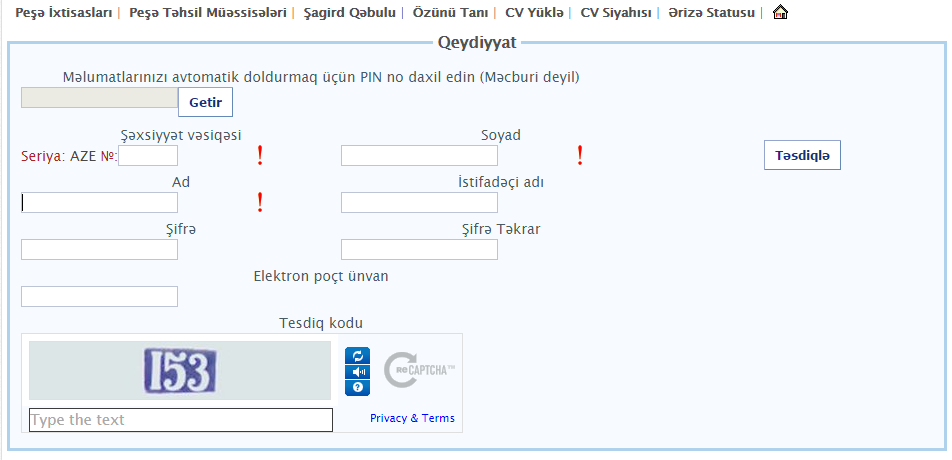 Peşə İxtisasları | Peşə Təhsil Müəssisələri | Şagird Qəbulu | Özünü Tanı | CV Yüklə | CV Siyahısı | Ərizə Statusu |
Qeydiyyat
Məlumatlarınızı avtomatik doldurmaq üçün PIN no daxil edin (Məcburi deyil)
Getir
Şəxsiyyət vəsiqəsi Soyad
Seriya: AZE №: ! ! Təsdiqlə
Ad İstifadəçi adı
!
Şifrə Şifrə Təkrar
Elektron poçt ünvan
Tesdiq kodu
153
reCAPTCHA™
Type the text Privacy & Terms